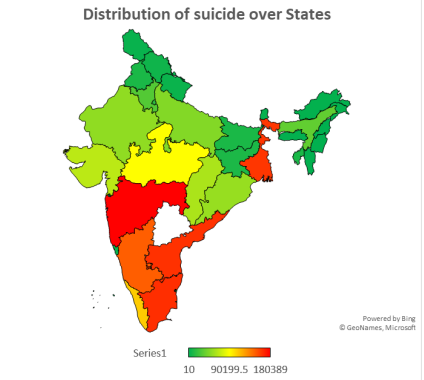 Distribution of suicide over States
Powered by Bing
© GeoNames, Microsoft
Series1
10 90199.5 180389